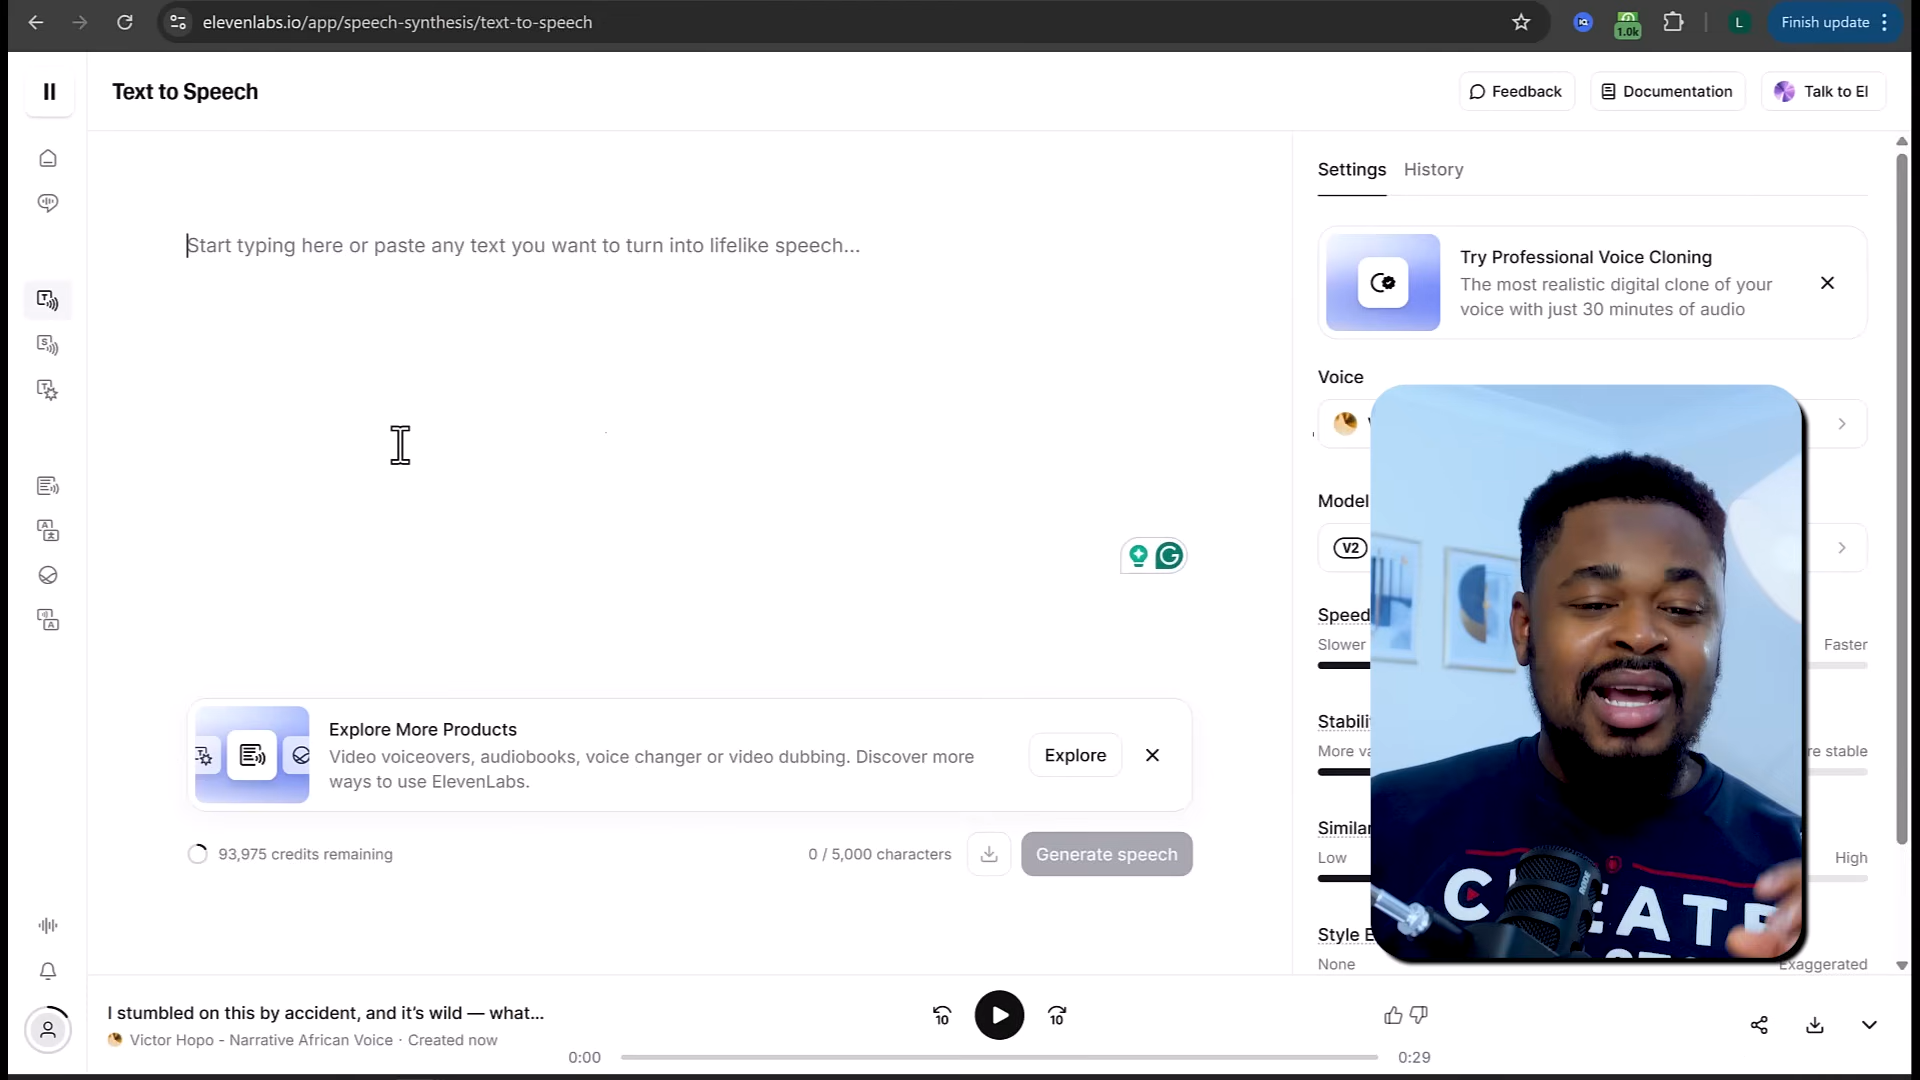 elevenlabs.io/app/speech-synthesis/text-to-speech
1.0k
L
Finish update
Text to Speech
Feedback
Documentation
Talk to El
Settings
History
Start typing here or paste any text you want to turn into lifelike speech...
Try Professional Voice Cloning
The most realistic digital clone of your
voice with just 30 minutes of audio
Voice
Model
V2
Speed
Slower
Faster
More
stable
Low
High
Style
None
Exaggerated
Explore More Products
Video voiceovers, audiobooks, voice changer or video dubbing. Discover more
ways to use ElevenLabs.
Explore
93,975 credits remaining
0 / 5,000 characters
Generate speech
I stumbled on this by accident, and it's wild — what...
Victor Hopo - Narrative African Voice · Created now
10
10
0:00
0:29